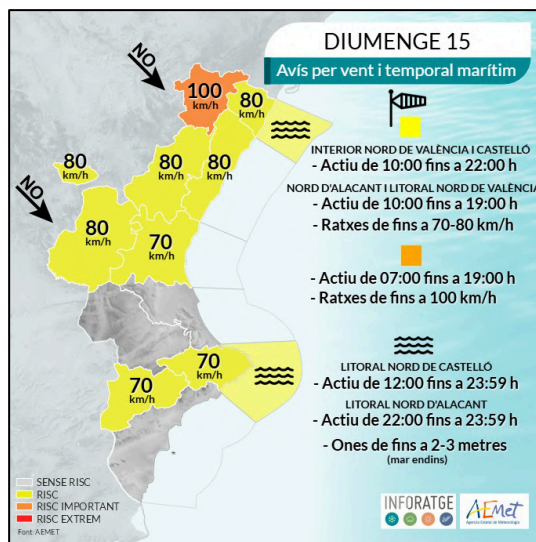 DIUMENGE 15
Avís per vent i temporal marítim
NO
100
km/h
80
km/h
80
km/h
80
km/h
80
km/h
NO
80
km/h
70
km/h
70
km/h
70
km/h
INTERIOR NORD DE VALÈNCIA I CASTELLÓ
- Actiu de 10:00 fins a 22:00 h
NORD D'ALACANT I LITORAL NORD DE VALÈNCIA
- Actiu de 10:00 fins a 19:00 h
- Ratxes de fins a 70-80 km/h
- Actiu de 07:00 fins a 19:00 h
- Ratxes de fins a 100 km/h
LITORAL NORD DE CASTELLÓ
- Actiu de 12:00 fins a 23:59 h
LITORAL NORD D'ALACANT
- Actiu de 22:00 fins a 23:59 h
- Ones de fins a 2-3 metres
(mar endins)
SENSE RISC
RISC
RISC IMPORTANT
RISC EXTREM
Font: AEMET
INFORATGE
AEMet
Agencia Estatal de Meteorología